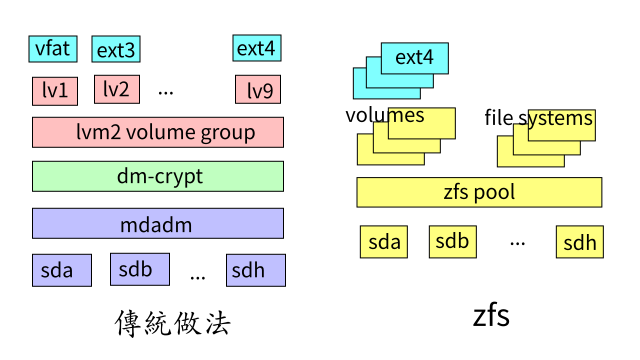 vfat ext3 ext4
lv1 lv2 ... lv9
lvm2 volume group
dm-crypt
mdadm
sda sdb ... sdh
傳統做法
ext4
volumes file systems
zfs pool
sda sdb ... sdh
zfs